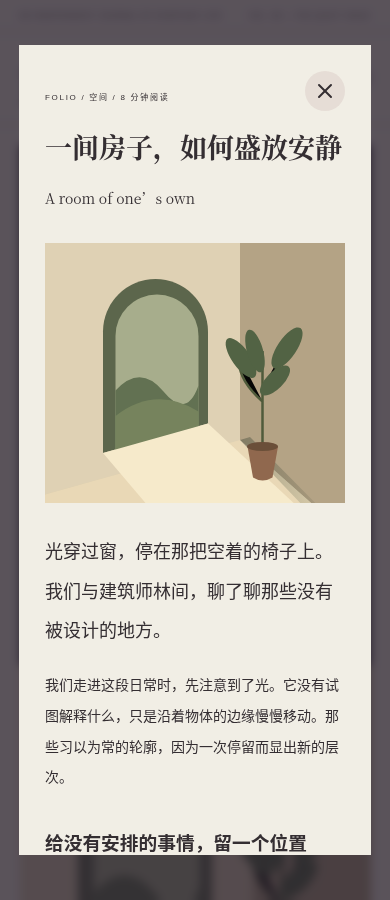 FOLIO / 空间 / 8 分钟阅读
一间房子，如何盛放安静
A room of one’s own
光穿过窗，停在那把空着的椅子上。
我们与建筑师林间，聊了聊那些没有
被设计的地方。
我们走进这段日常时，先注意到了光。它没有试
图解释什么，只是沿着物体的边缘慢慢移动。那
些习以为常的轮廓，因为一次停留而显出新的层
次。
给没有安排的事情，留一个位置